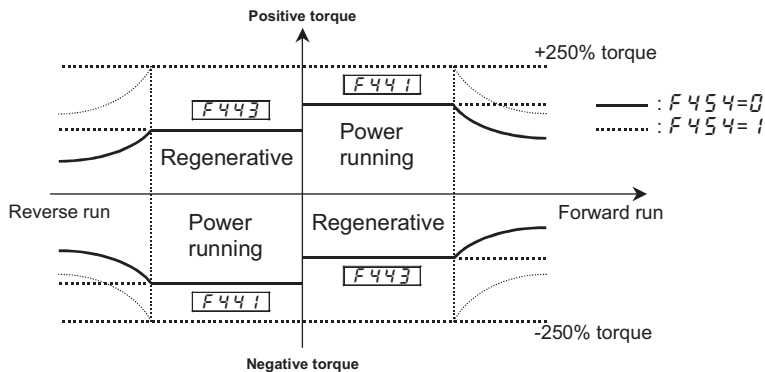 Positive torque
+250% torque
F441
F443
: F454=0
: F454=1
Power
running
Regenerative
Reverse run
Forward run
Power
running
Regenerative
F443
F441
-250% torque
Negative torque